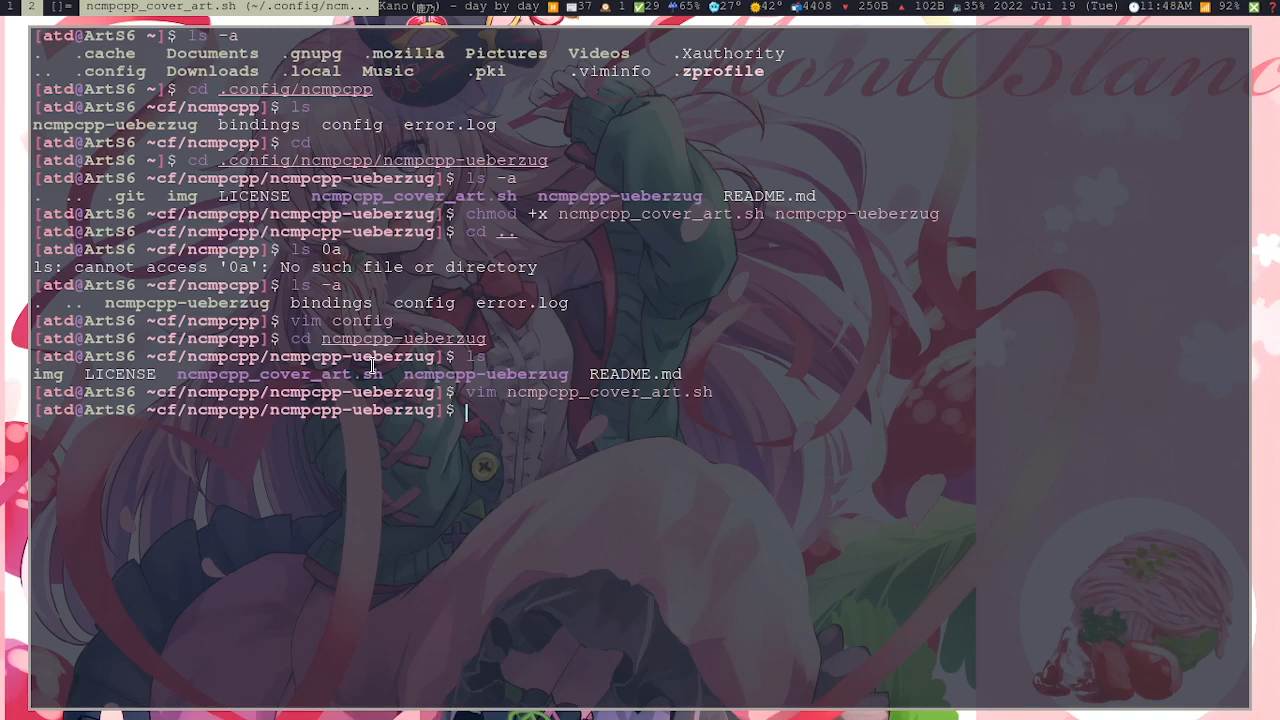 1 2 []= ncmpcpp_cover_art.sh (~/.config/ncm... Kano(鹿乃) - day by day 37 1 29 65% 27° 42° 4408 250B 102B 35% 2022 Jul 19 (Tue) 11:48AM 92%
[atd@ArtS6 ~]$ ls -a
. .cache Documents .gnupg .mozilla Pictures Videos .Xauthority
.. .config Downloads .local Music .pki .viminfo .zprofile
[atd@ArtS6 ~]$ cd .config/ncmpcpp
[atd@ArtS6 ~cf/ncmpcpp]$ ls
ncmpcpp-ueberzug bindings config error.log
[atd@ArtS6 ~cf/ncmpcpp]$ cd
[atd@ArtS6 ~]$ cd .config/ncmpcpp/ncmpcpp-ueberzug
[atd@ArtS6 ~cf/ncmpcpp/ncmpcpp-ueberzug]$ ls -a
. .. .git img LICENSE ncmpcpp_cover_art.sh ncmpcpp-ueberzug README.md
[atd@ArtS6 ~cf/ncmpcpp/ncmpcpp-ueberzug]$ chmod +x ncmpcpp_cover_art.sh ncmpcpp-ueberzug
[atd@ArtS6 ~cf/ncmpcpp/ncmpcpp-ueberzug]$ cd ..
[atd@ArtS6 ~cf/ncmpcpp]$ ls 0a
ls: cannot access '0a': No such file or directory
[atd@ArtS6 ~cf/ncmpcpp]$ ls -a
. .. ncmpcpp-ueberzug bindings config error.log
[atd@ArtS6 ~cf/ncmpcpp]$ vim config
[atd@ArtS6 ~cf/ncmpcpp]$ cd ncmpcpp-ueberzug
[atd@ArtS6 ~cf/ncmpcpp/ncmpcpp-ueberzug]$ ls
img LICENSE ncmpcpp_cover_art.sh ncmpcpp-ueberzug README.md
[atd@ArtS6 ~cf/ncmpcpp/ncmpcpp-ueberzug]$ vim ncmpcpp_cover_art.sh
[atd@ArtS6 ~cf/ncmpcpp/ncmpcpp-ueberzug]$
MontBlanc